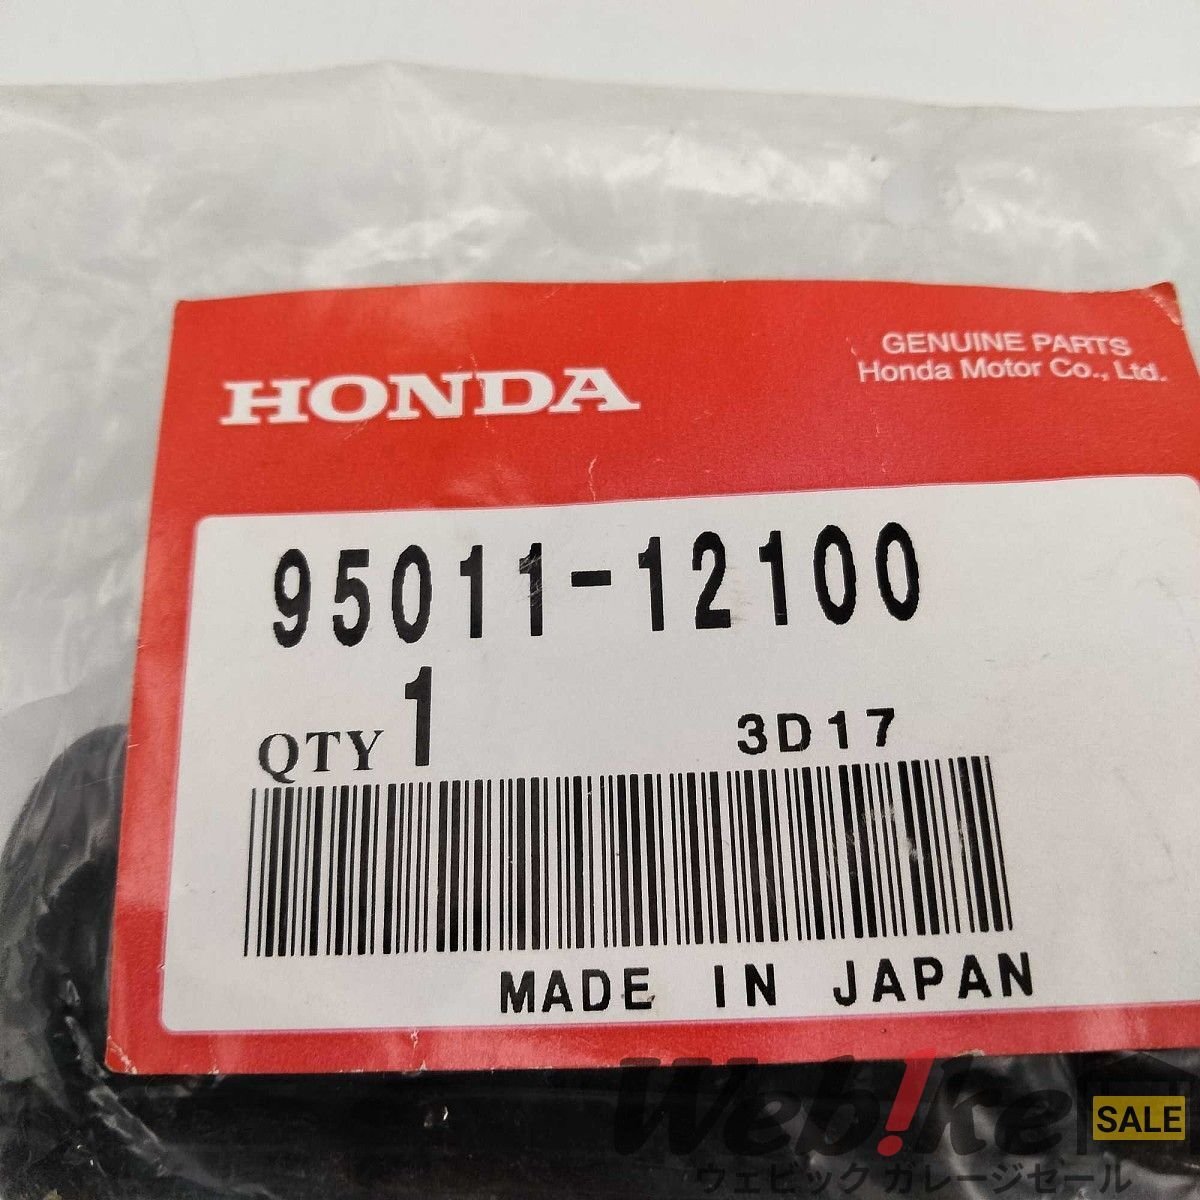 HONDA
GENUINE PARTS
Honda Motor Co., Ltd.
95011-12100
QTY 1
3D17
MADE IN JAPAN
Web!ke
SALE
ウェビック ガレージセール